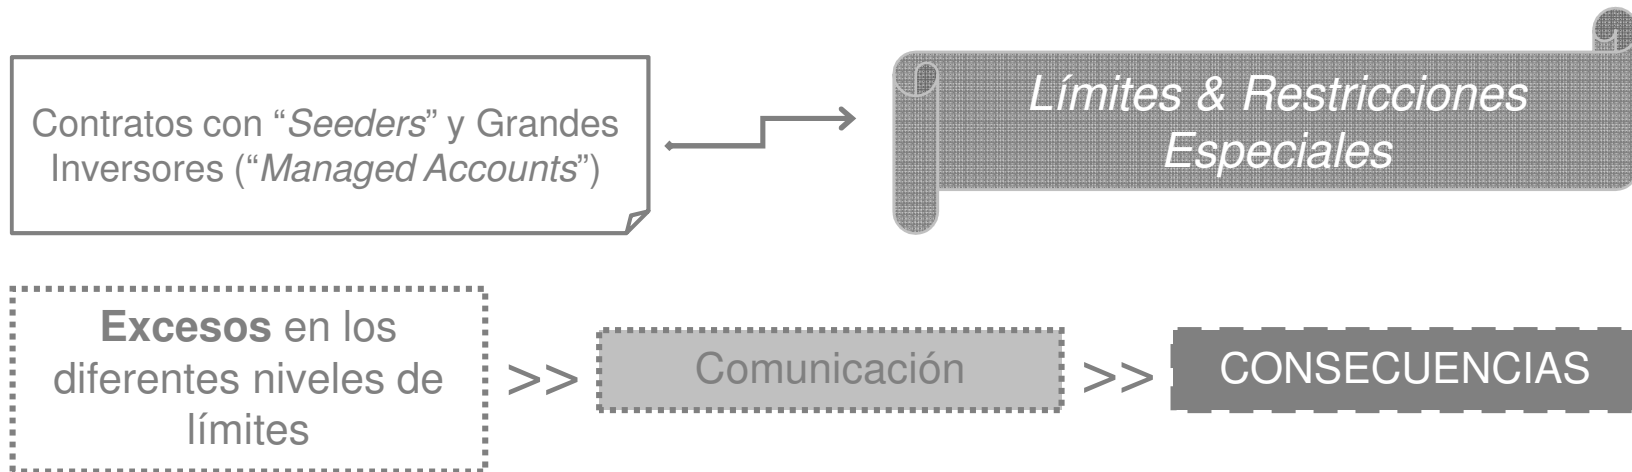 Contratos con “Seeders” y Grandes
Inversores (“Managed Accounts”)
Límites & Restricciones
Especiales
Excesos en los
diferentes niveles de
límites
>>
Comunicación
>>
CONSECUENCIAS